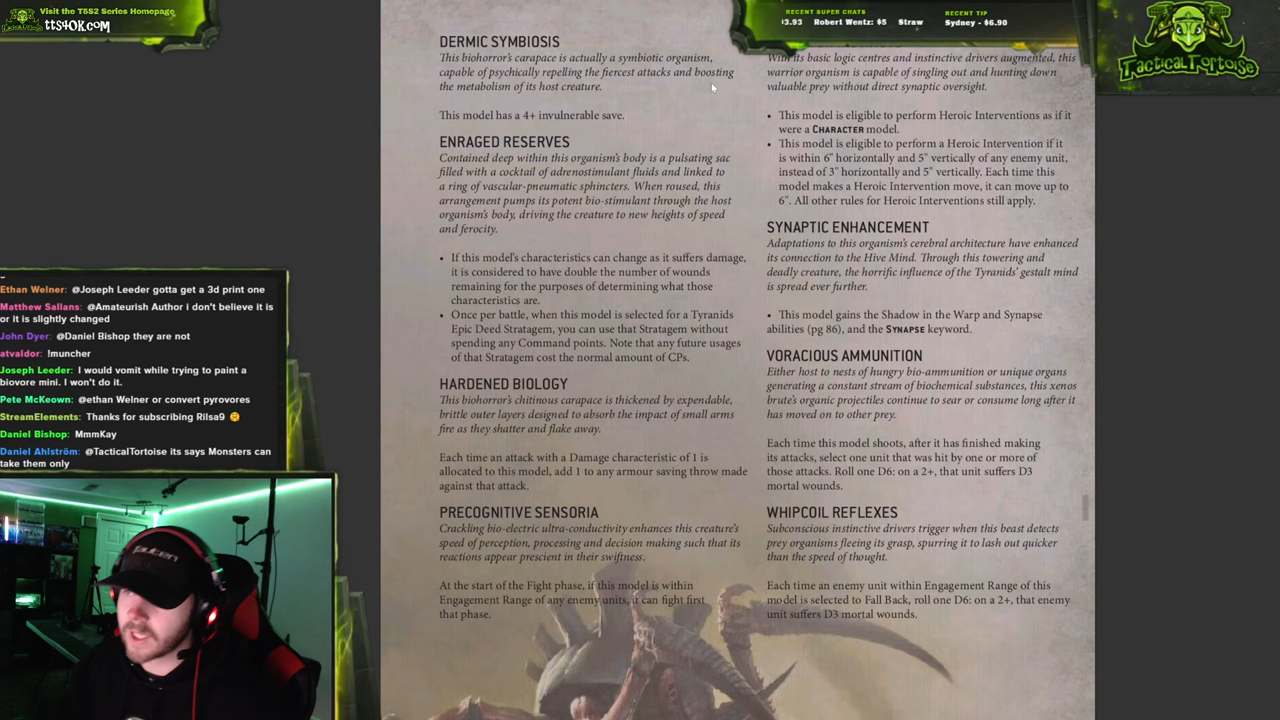 Visit the T5S2 Series Homepage
tts40k.com
RECENT SUPER CHATS
$3.93 Robert Wentz: $5 Straw
RECENT TIP
Sydney - $6.90
TacticalTortoise
DERMIC SYMBIOSIS
This biohorror's carapace is actually a symbiotic organism,
capable of psychically repelling the fiercest attacks and boosting
the metabolism of its host creature.
This model has a 4+ invulnerable save.
ENRAGED RESERVES
Contained deep within this organism's body is a pulsating sac
filled with a cocktail of adrenostimulant fluids and linked to
a ring of vascular-pneumatic sphincters. When roused, this
arrangement pumps its potent bio-stimulant through the host
organism's body, driving the creature to new heights of speed
and ferocity.
• If this model's characteristics can change as it suffers damage,
it is considered to have double the number of wounds
remaining for the purposes of determining what those
characteristics are.
• Once per battle, when this model is selected for a Tyranids
Epic Deed Stratagem, you can use that Stratagem without
spending any Command points. Note that any future usages
of that Stratagem cost the normal amount of CPs.
HARDENED BIOLOGY
This biohorror's chitinous carapace is thickened by expendable,
brittle outer layers designed to absorb the impact of small arms
fire as they shatter and flake away.
Each time an attack with a Damage characteristic of 1 is
allocated to this model, add 1 to any armour saving throw made
against that attack.
PRECOGNITIVE SENSORIA
Crackling bio-electric ultra-conductivity enhances this creature's
speed of perception, processing and decision making such that its
reactions appear prescient in their swiftness.
At the start of the Fight phase, if this model is within
Engagement Range of any enemy units, it can fight first
that phase.
With its basic logic centres and instinctive drivers augmented, this
warrior organism is capable of singling out and hunting down
valuable prey without direct synaptic oversight.
• This model is eligible to perform Heroic Interventions as if it
were a CHARACTER model.
• This model is eligible to perform a Heroic Intervention if it
is within 6" horizontally and 5" vertically of any enemy unit,
instead of 3" horizontally and 5" vertically. Each time this
model makes a Heroic Intervention move, it can move up to
6". All other rules for Heroic Interventions still apply.
SYNAPTIC ENHANCEMENT
Adaptations to this organism's cerebral architecture have enhanced
its connection to the Hive Mind. Through this towering and
deadly creature, the horrific influence of the Tyranids' gestalt mind
is spread ever further.
• This model gains the Shadow in the Warp and Synapse
abilities (pg 86), and the SYNAPSE keyword.
VORACIOUS AMMUNITION
Either host to nests of hungry bio-ammunition or unique organs
generating a constant stream of biochemical substances, this xenos
brute's organic projectiles continue to sear or consume long after it
has moved on to other prey.
Each time this model shoots, after it has finished making
its attacks, select one unit that was hit by one or more of
those attacks. Roll one D6: on a 2+, that unit suffers D3
mortal wounds.
WHIPCOIL REFLEXES
Subconscious instinctive drivers trigger when this beast detects
prey organisms fleeing its grasp, spurring it to lash out quicker
than the speed of thought.
Each time an enemy unit within Engagement Range of this
model is selected to Fall Back, roll one D6: on a 2+, that enemy
unit suffers D3 mortal wounds.
Ethan Welner: @Joseph Leeder gotta get a 3d print one
Matthew Sallans: @Amateurish Author i don't believe it is
or it is slightly changed
John Dyer: @Daniel Bishop they are not
atvaldor: !muncher
Joseph Leeder: I would vomit while trying to paint a
biovore mini. I won't do it.
Pete McKeown: @ethan Welner or convert pyrovores
StreamElements: Thanks for subscribing Rilsa9
Daniel Bishop: MmmKay
Daniel Ahlström: @TacticalTortoise its says Monsters can
take them only